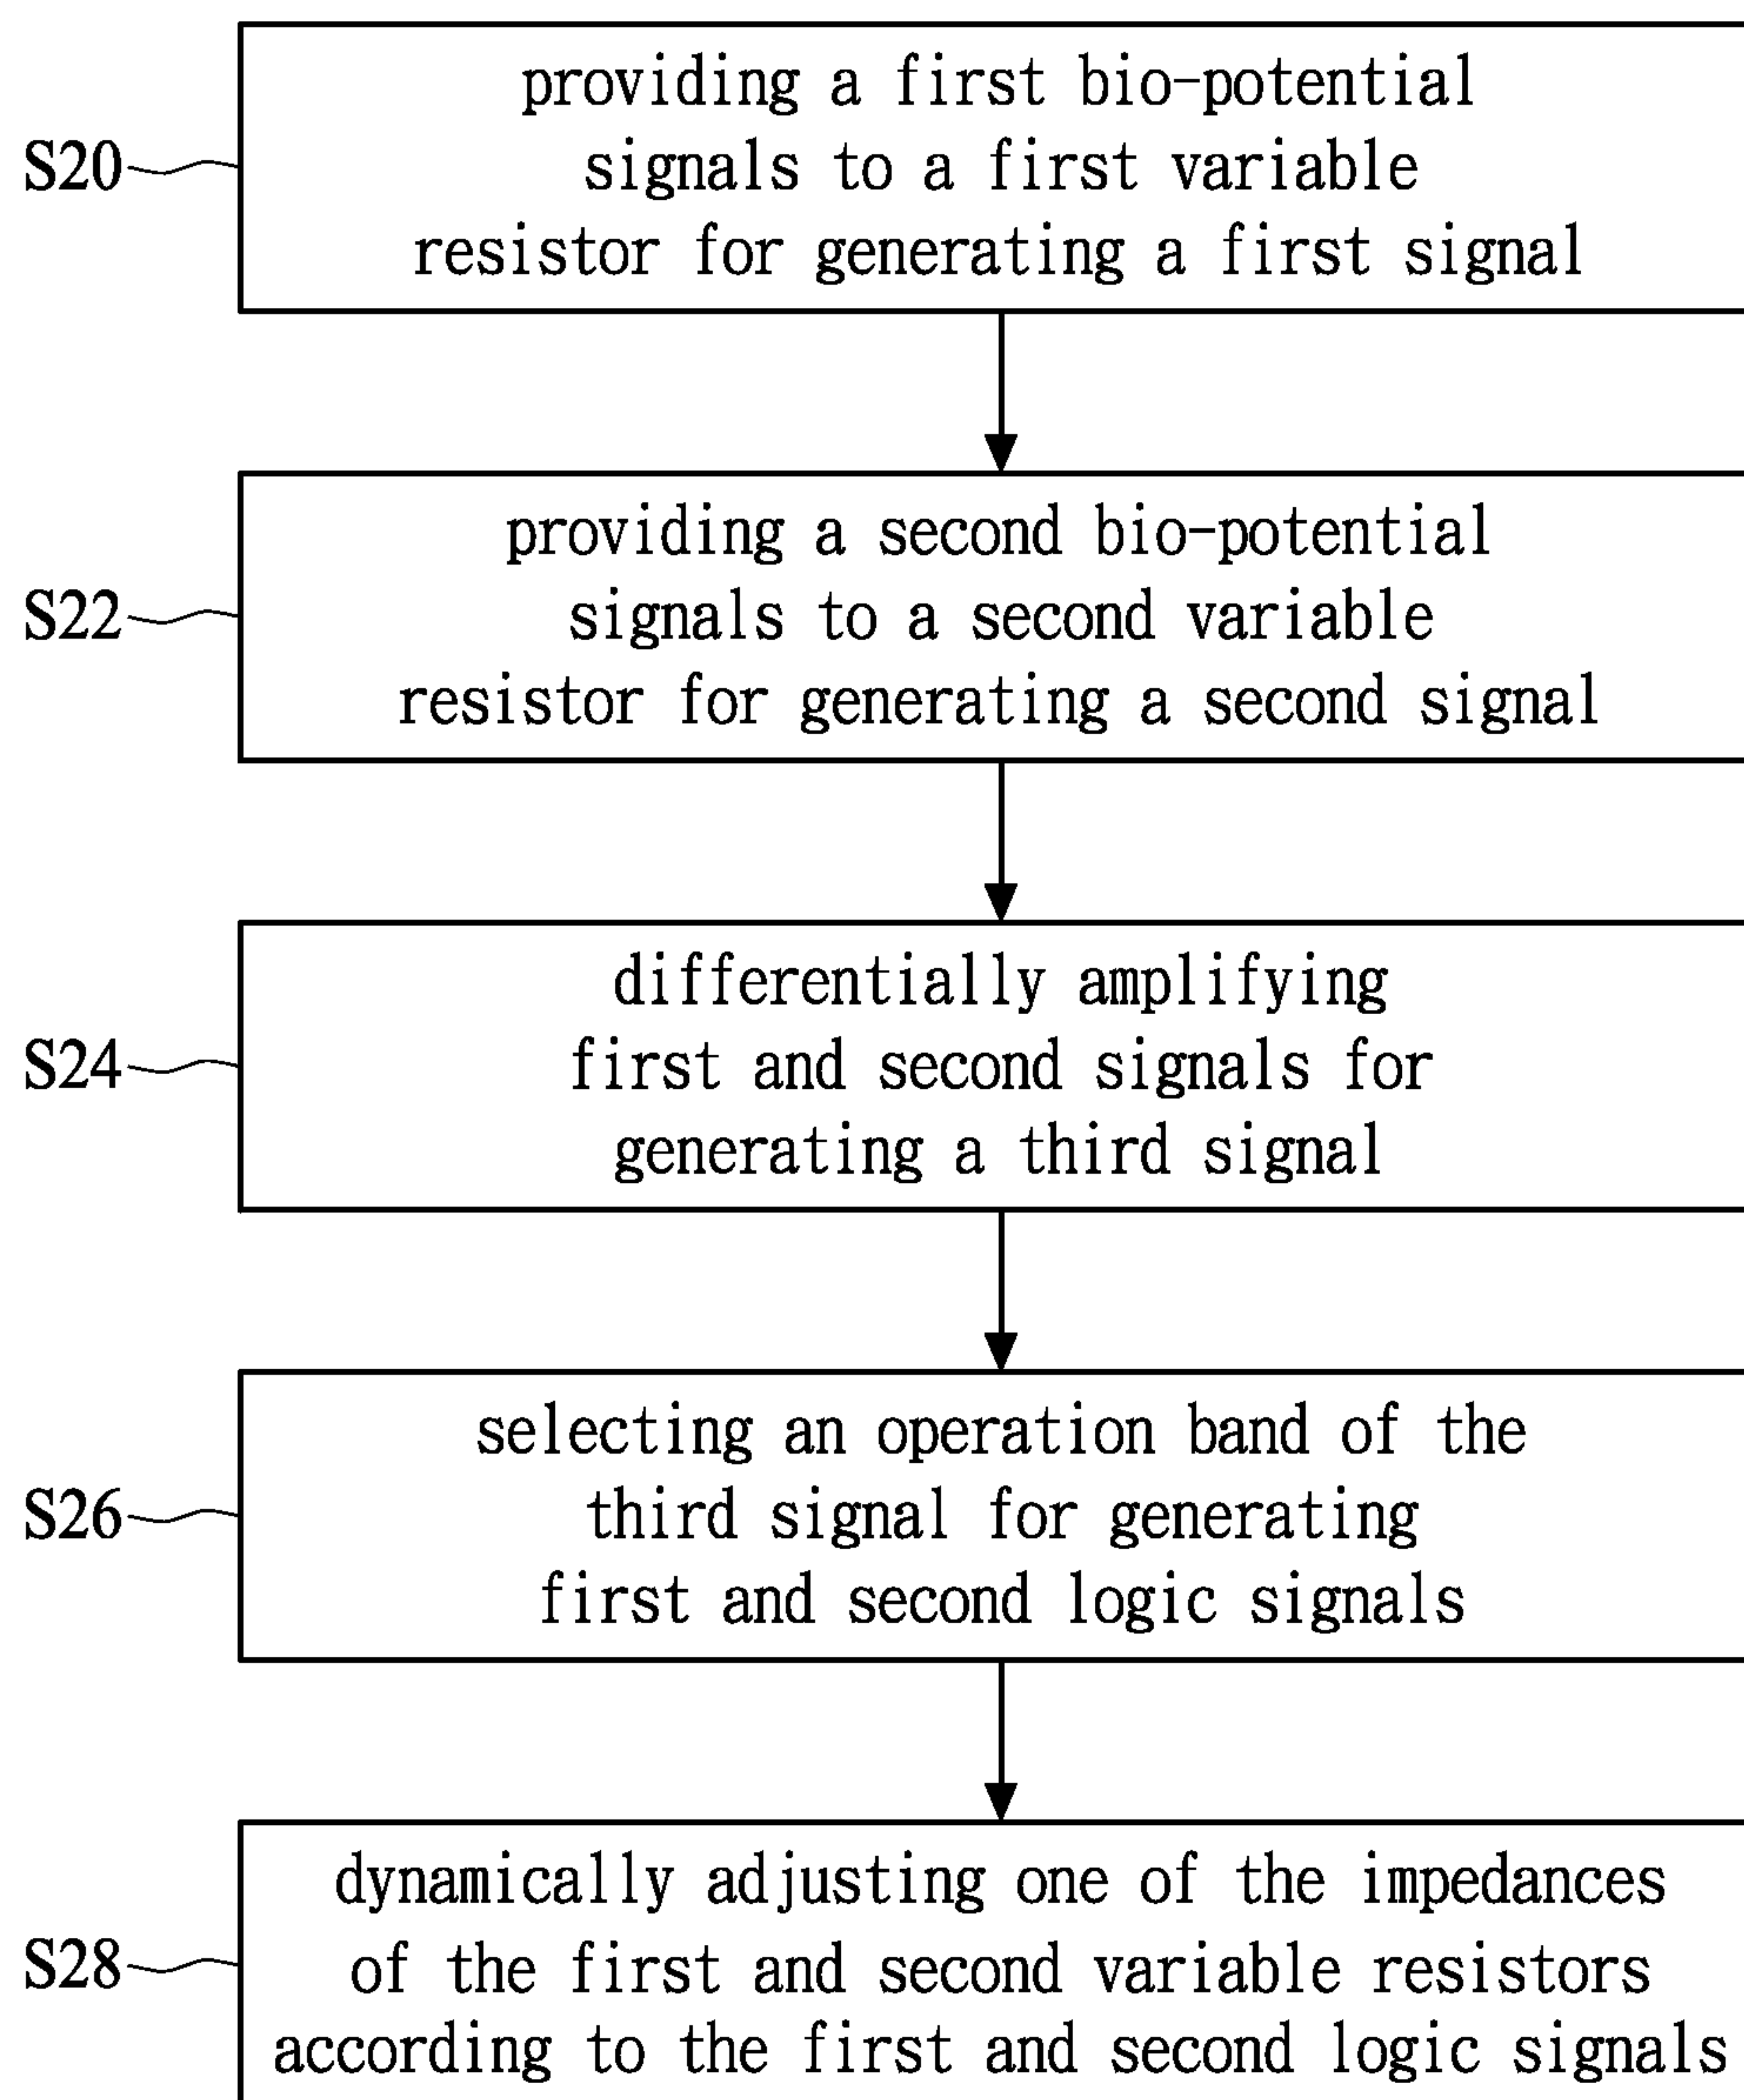 providing a first bio-potential
S20
signals to a first variable
resistor for generating a first signal
providing a second bio-potential
S22
signals to a second variable
resistor for generating a second signal
differentially amplifying
S24
first and second signals for
generating a third signal
selecting an operation band of the
S26
third signal for generating
first and second logic signals
dynamically adjusting one of the impedances
S28
of the first and second variable resistors
according to the first and second logic signals